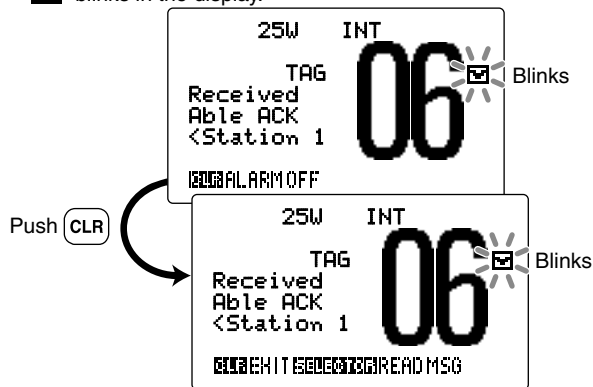 blinks in the display.
25W INT
TAG
06
Blinks
Received
Able ACK
<Station 1
CLR ALARM OFF
Push CLR
25W INT
TAG
06
Blinks
Received
Able ACK
<Station 1
CLR EXIT SELECTOR READ MSG